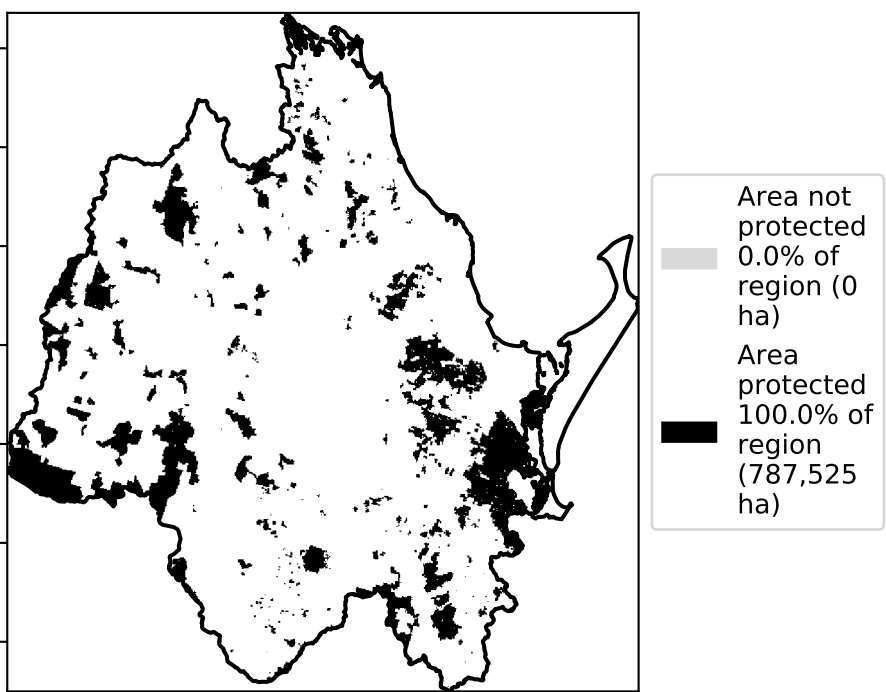 Area not
protected
0.0% of
region (0
ha)
Area
protected
100.0% of
region
(787,525
ha)